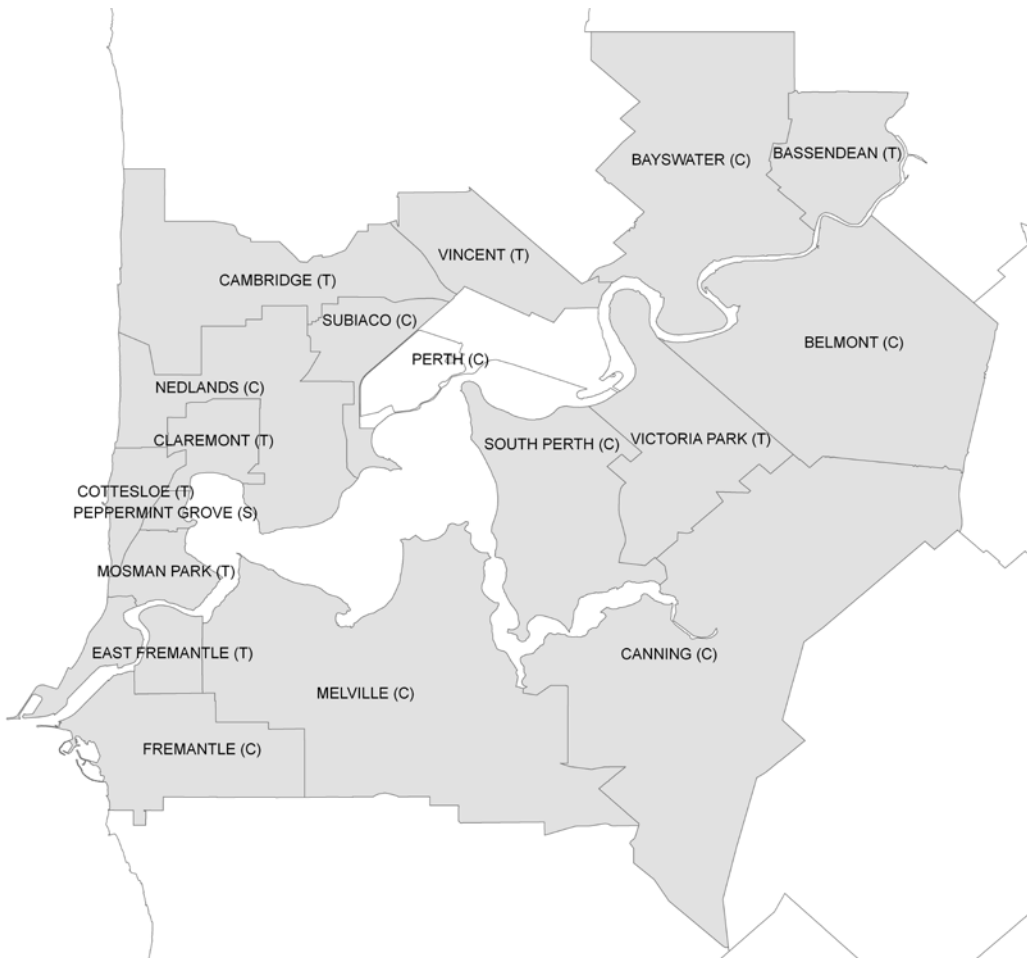 BAYSWATER (C)
BASSENDEAN (T)
VINCENT (T)
CAMBRIDGE (T)
SUBIACO (C)
BELMONT (C)
PERTH (C)
NEDLANDS (C)
CLAREMONT (T)
SOUTH PERTH (C)
VICTORIA PARK (T)
COTTESLOE (T)
PEPPERMINT GROVE (S)
MOSMAN PARK (T)
EAST FREMANTLE (T)
CANNING (C)
MELVILLE (C)
FREMANTLE (C)